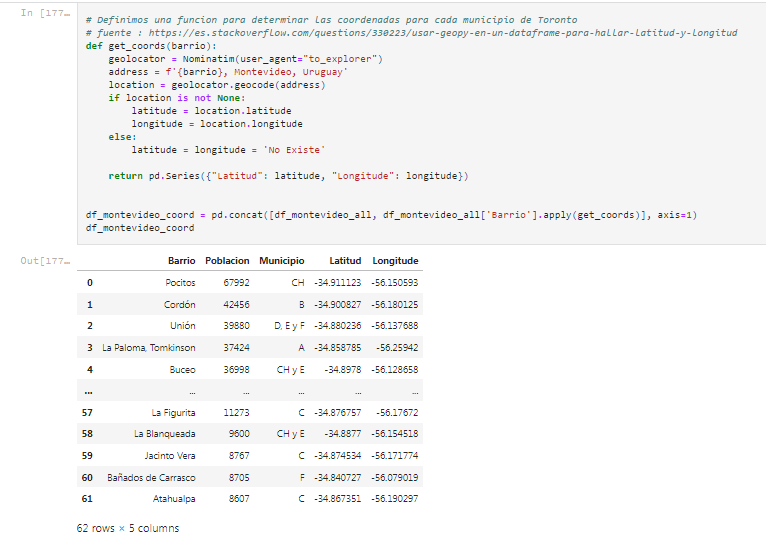 In [177…
# Definimos una funcion para determinar las coordenadas para cada municipio de Toronto
# fuente : https://es.stackoverflow.com/questions/330223/usar-geopy-en-un-dataframe-para-hallar-latitud-y-longitud
def get_coords(barrio):
    geolocator = Nominatim(user_agent="to_explorer")
    address = f'{barrio}, Montevideo, Uruguay'
    location = geolocator.geocode(address)
    if location is not None:
        latitude = location.latitude
        longitude = location.longitude
    else:
        latitude = longitude = 'No Existe'
    return pd.Series({"Latitud": latitude, "Longitude": longitude})
df_montevideo_coord = pd.concat([df_montevideo_all, df_montevideo_all['Barrio'].apply(get_coords)], axis=1)
df_montevideo_coord
Out[177…
Barrio Poblacion Municipio Latitud Longitude
0 Pocitos 67992 CH -34.911123 -56.150593
1 Cordón 42456 B -34.900827 -56.180125
2 Unión 39880 D, E y F -34.880236 -56.137688
3 La Paloma, Tomkinson 37424 A -34.858785 -56.25942
4 Buceo 36998 CH y E -34.8978 -56.128658
... ... ... ... ... ...
57 La Figurita 11273 C -34.876757 -56.17672
58 La Blanqueada 9600 CH y E -34.8877 -56.154518
59 Jacinto Vera 8767 C -34.874534 -56.171774
60 Bañados de Carrasco 8705 F -34.840727 -56.079019
61 Atahualpa 8607 C -34.867351 -56.190297
62 rows × 5 columns